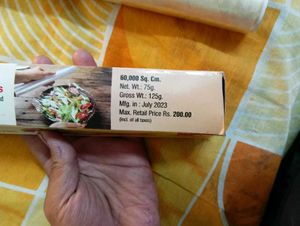 60,000 Sq. Cm.
Net. Wt.: 75g.
Gross Wt.: 125g.
Mfg. in : July 2023
Max. Retail Price Rs. 200.00
(Incl. of all taxes)